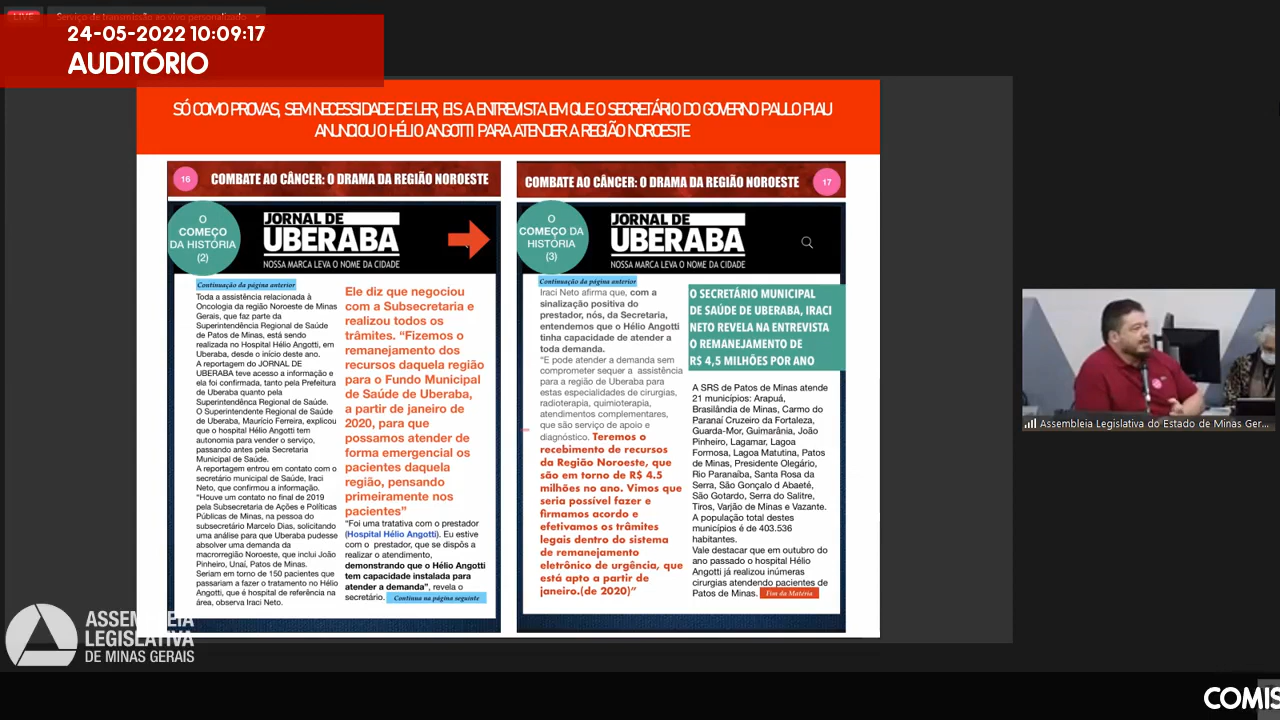 LIVE
Serviço de transmissão ao vivo personalizado
24-05-2022 10:09:17
AUDITÓRIO
SÓ COMO PROVAS, SEM NECESSIDADE DE LER, EIS A ENTREVISTA EM QUE O SECRETÁRIO DO GOVERNO PAULO PIAU
ANUNCIOU O HÉLIO ANGOTTI PARA ATENDER A REGIÃO NOROESTE
16
COMBATE AO CÂNCER: O DRAMA DA REGIÃO NOROESTE
O
COMEÇO
DA HISTÓRIA
(2)
JORNAL DE
UBERABA
NOSSA MARCA LEVA O NOME DA CIDADE
Continuação da página anterior
Toda a assistência relacionada à
Oncologia da região Noroeste de Minas
Gerais, que faz parte da
Superintendência Regional de Saúde
de Patos de Minas, está sendo
realizada no Hospital Hélio Angotti, em
Uberaba, desde o início deste ano.
A reportagem do JORNAL DE
UBERABA teve acesso a informação e
ela foi confirmada, tanto pela Prefeitura
de Uberaba quanto pela
Superintendênca Regional de Saúde.
O Superintendente Regional de Saúde
de Uberaba, Maurício Ferreira, explicou
que o hospital Hélio Angotti tem
autonomia para vender o serviço,
passando antes pela Secretaria
Municipal de Saúde.
A reportagem entrou em contato com o
secretário municipal de Saúde, Iraci
Neto, que confirmou a informação.
“Houve um contato no final de 2019
pela Subsecretaria de Ações e Políticas
Públicas de Minas, na pessoa do
subsecretário Marcelo Dias, solicitando
uma análise para que Uberaba pudesse
absolver uma demanda da
macrorregião Noroeste, que inclui João
Pinheiro, Unaí, Patos de Minas.
Seriam em torno de 150 pacientes que
passariam a fazer o tratamento no Hélio
Angotti, que é hospital de referência na
área, observa Iraci Neto.
Ele diz que negociou
com a Subsecretaria e
realizou todos os
trâmites. “Fizemos o
remanejamento dos
recursos daquela região
para o Fundo Municipal
de Saúde de Uberaba,
a partir de janeiro de
2020, para que
possamos atender de
forma emergencial os
pacientes daquela
região, pensando
primeiramente nos
pacientes”
“Foi uma tratativa com o prestador
(Hospital Hélio Angotti). Eu estive
com o prestador, que se dispôs a
realizar o atendimento,
demonstrando que o Hélio Angotti
tem capacidade instalada para
atender a demanda”, revela o
secretário. Continua na página seguinte
COMBATE AO CÂNCER: O DRAMA DA REGIÃO NOROESTE
17
O
COMEÇO DA
HISTÓRIA
(3)
JORNAL DE
UBERABA
NOSSA MARCA LEVA O NOME DA CIDADE
Continuação da página anterior
Iraci Neto afirma que, com a
sinalização positiva do
prestador, nós, da Secretaria,
entendemos que o Hélio Angotti
tinha capacidade de atender a
toda demanda.
“E pode atender a demanda sem
comprometer sequer a assistência
para a região de Uberaba para
estas especialidades de cirurgias,
radioterapia, quimioterapia,
atendimentos complementares,
que são serviço de apoio e
diagnóstico. Teremos o
recebimento de recursos
da Região Noroeste, que
são em torno de R$ 4.5
milhões no ano. Vimos que
seria possível fazer e
firmamos acordo e
efetivamos os trâmites
legais dentro do sistema
de remanejamento
eletrônico de urgência, que
está apto a partir de
janeiro.(de 2020)”
O SECRETÁRIO MUNICIPAL
DE SAÚDE DE UBERABA, IRACI
NETO REVELA NA ENTREVISTA
O REMANEJAMENTO DE
R$ 4,5 MILHÕES POR ANO
A SRS de Patos de Minas atende
21 municípios: Arapuá,
Brasilândia de Minas, Carmo do
Paranaí Cruzeiro da Fortaleza,
Guarda-Mor, Guimarânia, João
Pinheiro, Lagamar, Lagoa
Formosa, Lagoa Matutina, Patos
de Minas, Presidente Olegário,
Rio Paranaíba, Santa Rosa da
Serra, São Gonçalo d Abaeté,
São Gotardo, Serra do Salitre,
Tiros, Varjão de Minas e Vazante.
A população total destes
municípios é de 403.536
habitantes.
Vale destacar que em outubro do
ano passado o hospital Hélio
Angotti já realizou inúmeras
cirurgias atendendo pacientes de
Patos de Minas. Fim da Matéria
Assembleia Legislativa do Estado de Minas Ger...
ASSEMBLEIA
LEGISLATIVA
DE MINAS GERAIS
COMIS